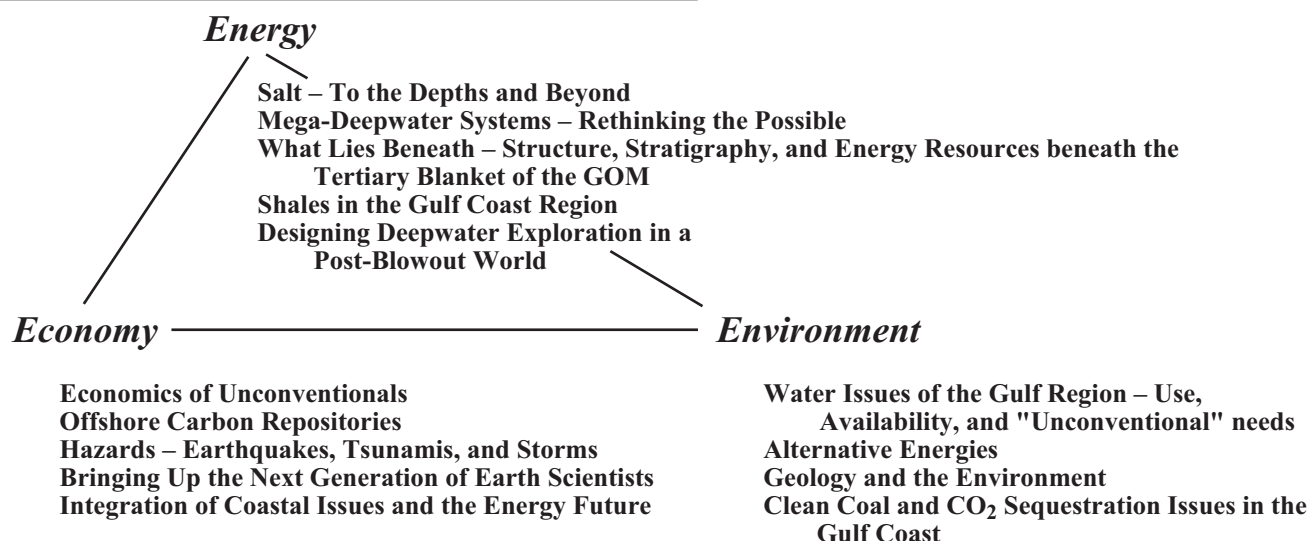 Energy
Salt – To the Depths and Beyond
Mega-Deepwater Systems – Rethinking the Possible
What Lies Beneath – Structure, Stratigraphy, and Energy Resources beneath the
Tertiary Blanket of the GOM
Shales in the Gulf Coast Region
Designing Deepwater Exploration in a
Post-Blowout World
Economy
Economics of Unconventionals
Offshore Carbon Repositories
Hazards – Earthquakes, Tsunamis, and Storms
Bringing Up the Next Generation of Earth Scientists
Integration of Coastal Issues and the Energy Future
Environment
Water Issues of the Gulf Region – Use,
Availability, and "Unconventional" needs
Alternative Energies
Geology and the Environment
Clean Coal and CO2 Sequestration Issues in the
Gulf Coast